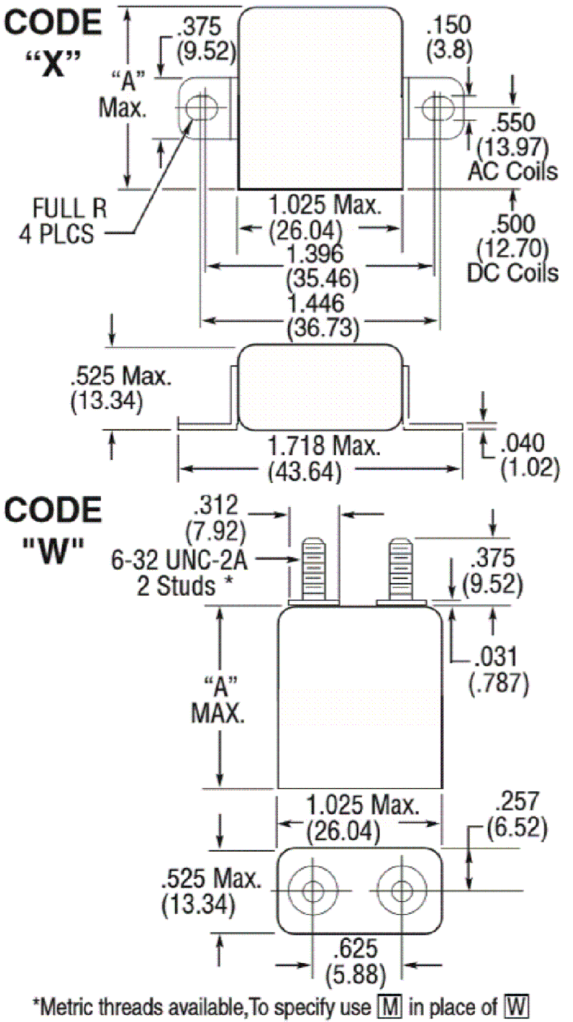 CODE
“X”
.375
(9.52)
.150
(3.8)
“A”
Max.
.550
(13.97)
AC Coils
FULL R
4 PLCS
1.025 Max.
(26.04)
.500
(12.70)
DC Coils
1.396
(35.46)
1.446
(36.73)
.525 Max.
(13.34)
1.718 Max.
(43.64)
.040
(1.02)
CODE
"W"
.312
(7.92)
6-32 UNC-2A
2 Studs *
.375
(9.52)
.031
(.787)
“A”
MAX.
1.025 Max.
(26.04)
.257
(6.52)
.525 Max.
(13.34)
.625
(5.88)
*Metric threads available,To specify use M in place of W